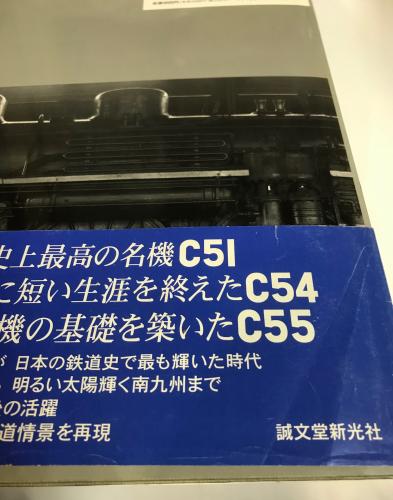 史上最高の名機C51
に短い生涯を終えたC54
機の基礎を築いたC55
が 日本の鉄道史で最も輝いた時代
明るい太陽輝く南九州まで
の活躍
道情景を再現
誠文堂新光社